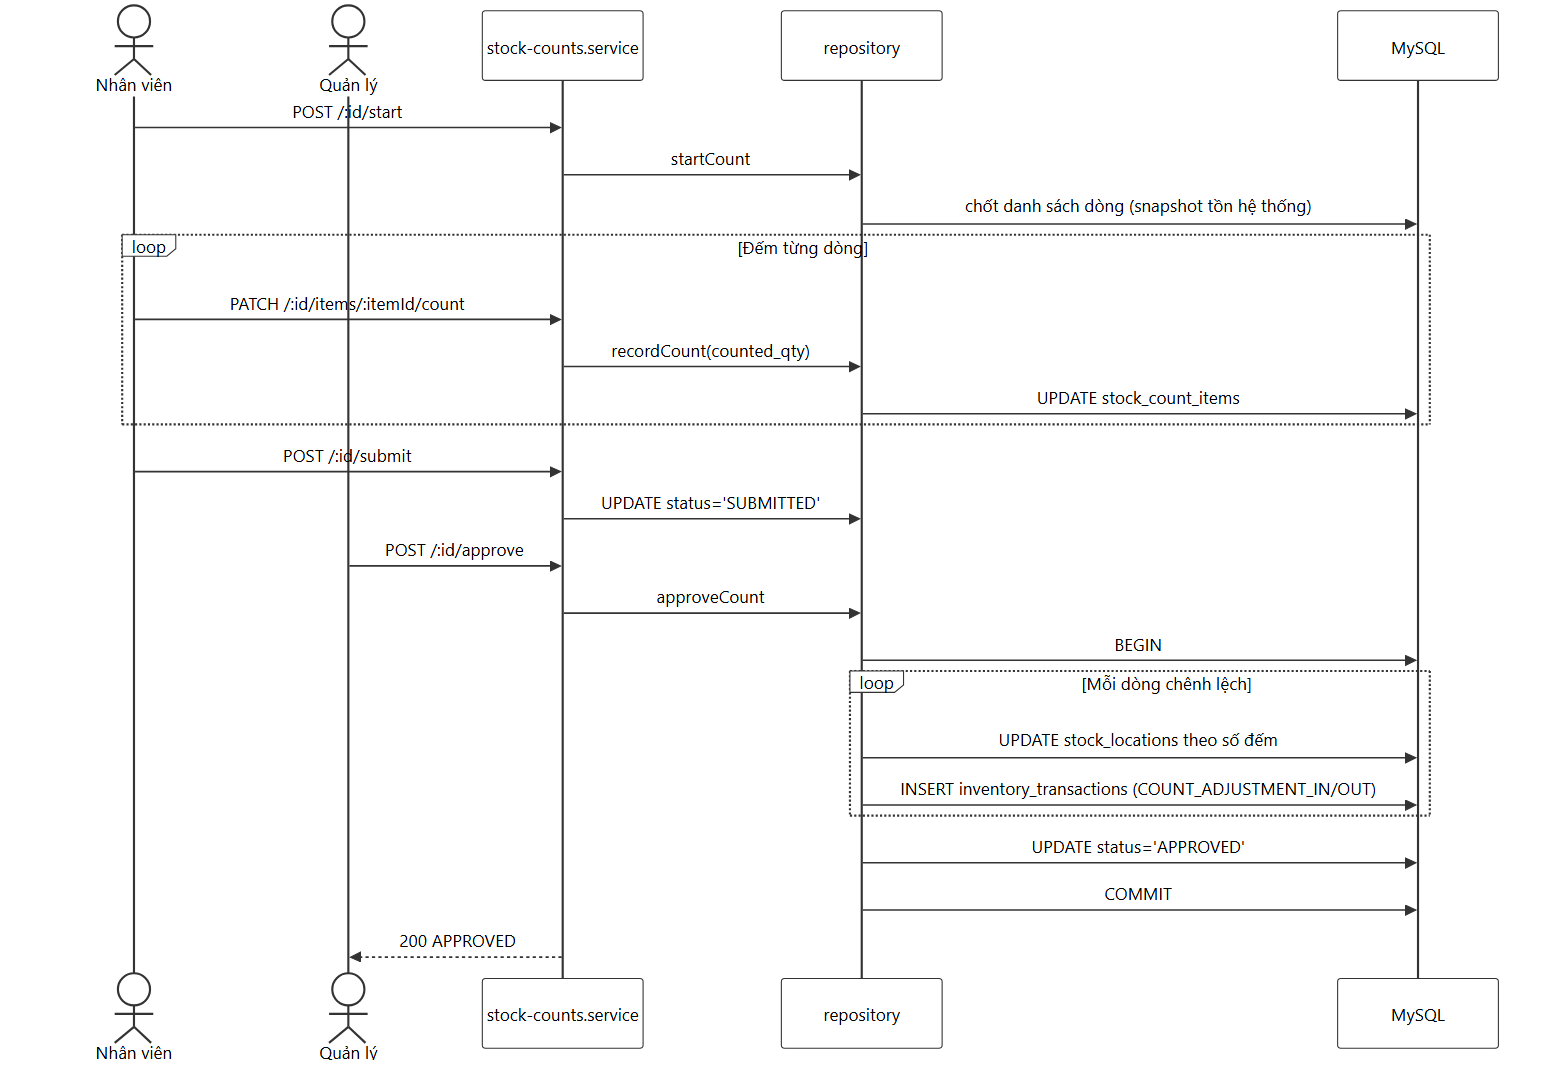 Nhân viên
Quản lý
stock-counts.service
repository
MySQL
POST /:id/start
startCount
chốt danh sách dòng (snapshot tồn hệ thống)
loop
[Đếm từng dòng]
PATCH /:id/items/:itemId/count
recordCount(counted_qty)
UPDATE stock_count_items
POST /:id/submit
UPDATE status='SUBMITTED'
POST /:id/approve
approveCount
BEGIN
loop
[Mỗi dòng chênh lệch]
UPDATE stock_locations theo số đếm
INSERT inventory_transactions (COUNT_ADJUSTMENT_IN/OUT)
UPDATE status='APPROVED'
COMMIT
200 APPROVED
Nhân viên
Quản lý
stock-counts.service
repository
MySQL